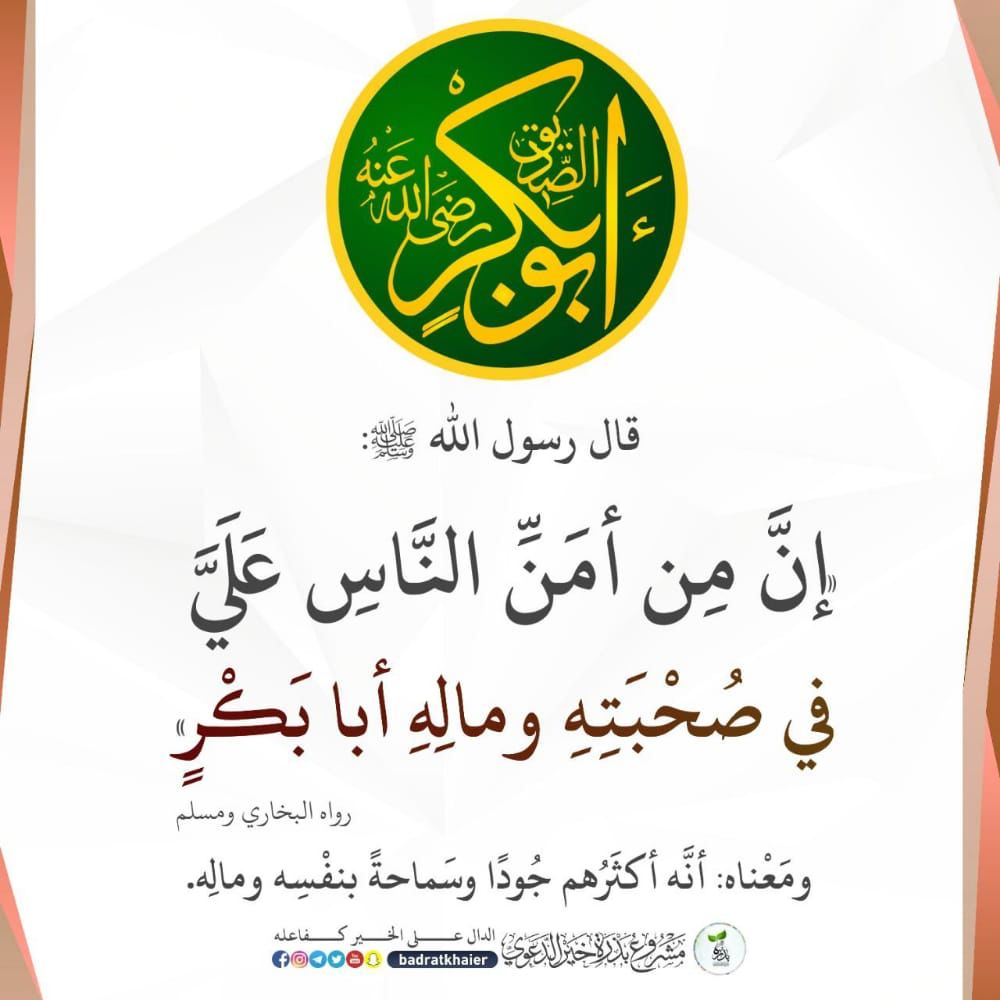 أبو بكر الصديق رضي الله عنه
قال رسول الله ﷺ:
«إنَّ مِن أمَنِّ النَّاسِ عَلَيَّ
في صُحْبَتِهِ ومالِهِ أبا بَكْرٍ»
رواه البخاري ومسلم
ومَعْناه: أنَّه أكثَرُهم جُودًا وسَماحةً بنفْسِه ومالِه.
مشروع بذرة خير الدعوي
الدال على الخير كفاعله
badratkhaier
بذرة